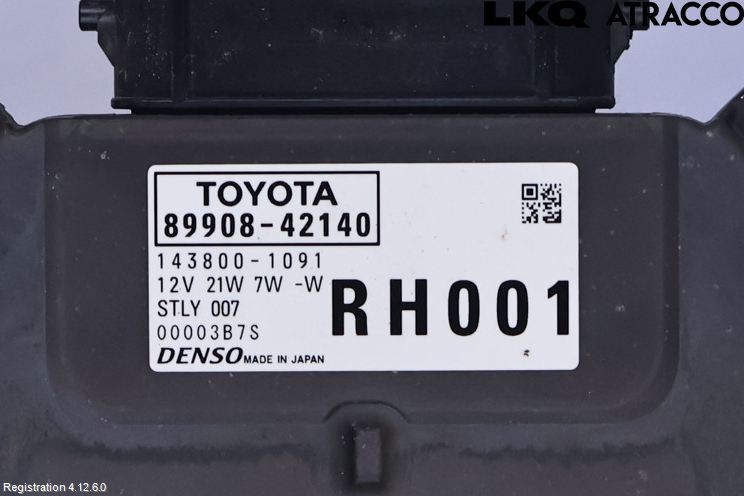 LKQ ATRACCO
TOYOTA
89908-42140
143800-1091
12V 21W 7W -W
STLY 007
00003B7S
RH001
DENSO MADE IN JAPAN
Registration 4.12.6.0